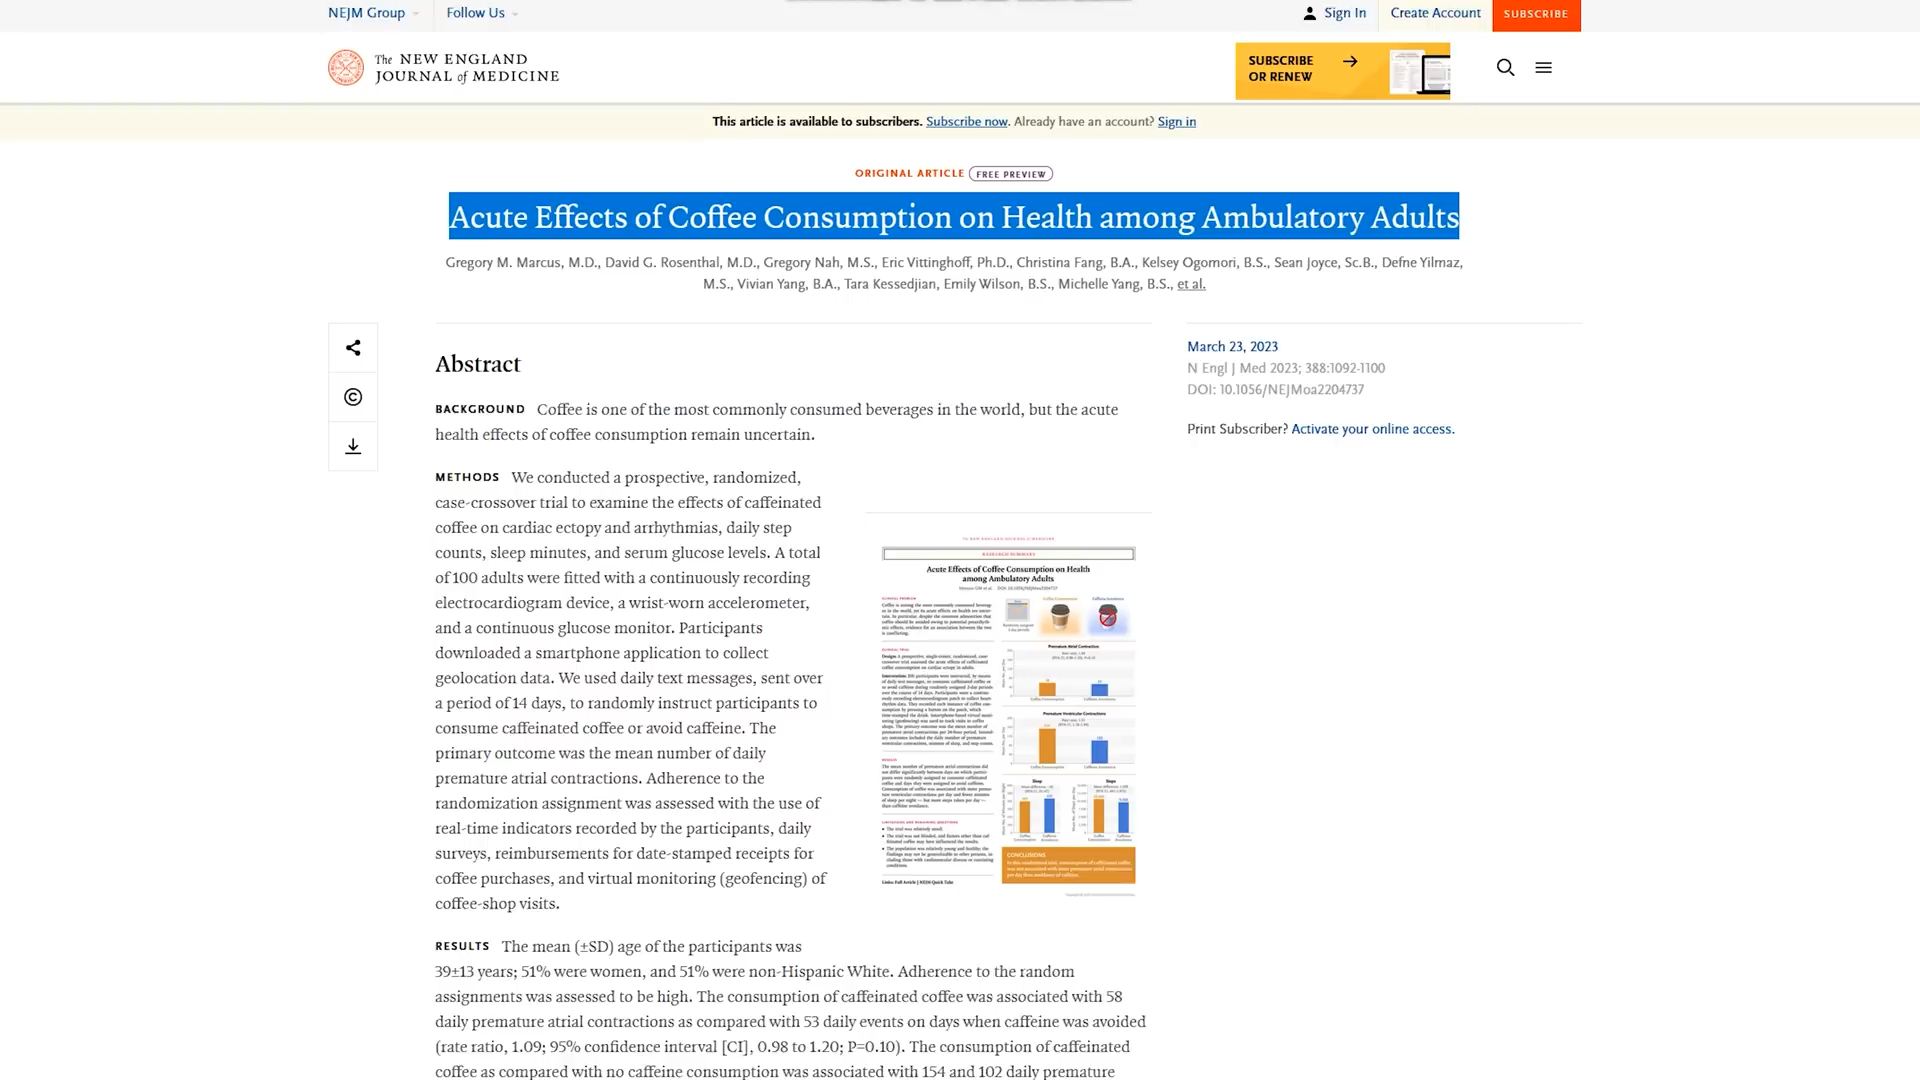 NEJM Group
Follow Us
Sign In
Create Account
SUBSCRIBE
The NEW ENGLAND
JOURNAL of MEDICINE
SUBSCRIBE
OR RENEW
This article is available to subscribers. Subscribe now. Already have an account? Sign in
ORIGINAL ARTICLE FREE PREVIEW
Acute Effects of Coffee Consumption on Health among Ambulatory Adults
Gregory M. Marcus, M.D., David G. Rosenthal, M.D., Gregory Nah, M.S., Eric Vittinghoff, Ph.D., Christina Fang, B.A., Kelsey Ogomori, B.S., Sean Joyce, Sc.B., Defne Yilmaz,
M.S., Vivian Yang, B.A., Tara Kessedjian, Emily Wilson, B.S., Michelle Yang, B.S., et al.
Abstract
BACKGROUND Coffee is one of the most commonly consumed beverages in the world, but the acute
health effects of coffee consumption remain uncertain.
METHODS We conducted a prospective, randomized,
case-crossover trial to examine the effects of caffeinated
coffee on cardiac ectopy and arrhythmias, daily step
counts, sleep minutes, and serum glucose levels. A total
of 100 adults were fitted with a continuously recording
electrocardiogram device, a wrist-worn accelerometer,
and a continuous glucose monitor. Participants
downloaded a smartphone application to collect
geolocation data. We used daily text messages, sent over
a period of 14 days, to randomly instruct participants to
consume caffeinated coffee or avoid caffeine. The
primary outcome was the mean number of daily
premature atrial contractions. Adherence to the
randomization assignment was assessed with the use of
real-time indicators recorded by the participants, daily
surveys, reimbursements for date-stamped receipts for
coffee purchases, and virtual monitoring (geofencing) of
coffee-shop visits.
RESULTS The mean (±SD) age of the participants was
39±13 years; 51% were women, and 51% were non-Hispanic White. Adherence to the random
assignments was assessed to be high. The consumption of caffeinated coffee was associated with 58
daily premature atrial contractions as compared with 53 daily events on days when caffeine was avoided
(rate ratio, 1.09; 95% confidence interval [CI], 0.98 to 1.20; P=0.10). The consumption of caffeinated
coffee as compared with no caffeine consumption was associated with 154 and 102 daily premature
March 23, 2023
N Engl J Med 2023; 388:1092-1100
DOI: 10.1056/NEJMoa2204737
Print Subscriber? Activate your online access.
RESEARCH SUMMARY
Acute Effects of Coffee Consumption on Health
among Ambulatory Adults
Premature Atrial Contractions
Premature Ventricular Contractions
Sleep
Steps
CONCLUSIONS